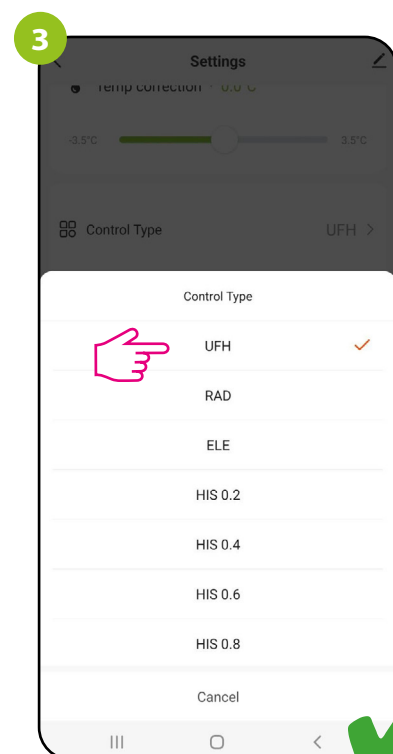 3
Settings
Temp correction · 0.0°C
-3.5°C 3.5°C
Control Type UFH
Control Type
UFH
RAD
ELE
HIS 0.2
HIS 0.4
HIS 0.6
HIS 0.8
Cancel